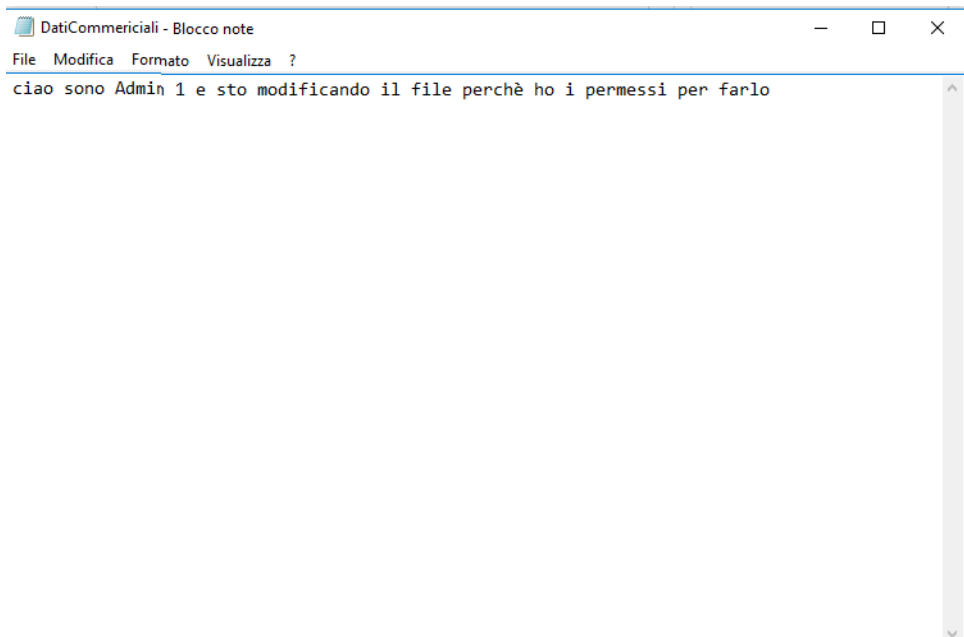 DatiCommericiali - Blocco note
File Modifica Formato Visualizza ?
ciao sono Admin 1 e sto modificando il file perchè ho i permessi per farlo